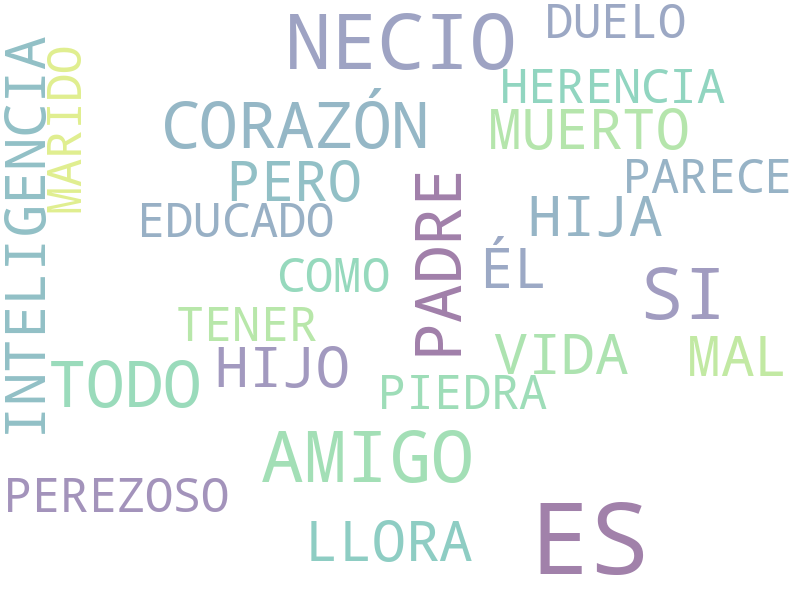 NECIO
DUELO
HERENCIA
INTELIGENCIA
MARIDO
CORAZÓN
MUERTO
PERO
PARECE
EDUCADO
PADRE
HIJA
COMO
ÉL
SI
TENER
HIJO
VIDA
MAL
TODO
PIEDRA
AMIGO
PEREZOSO
LLORA
ES